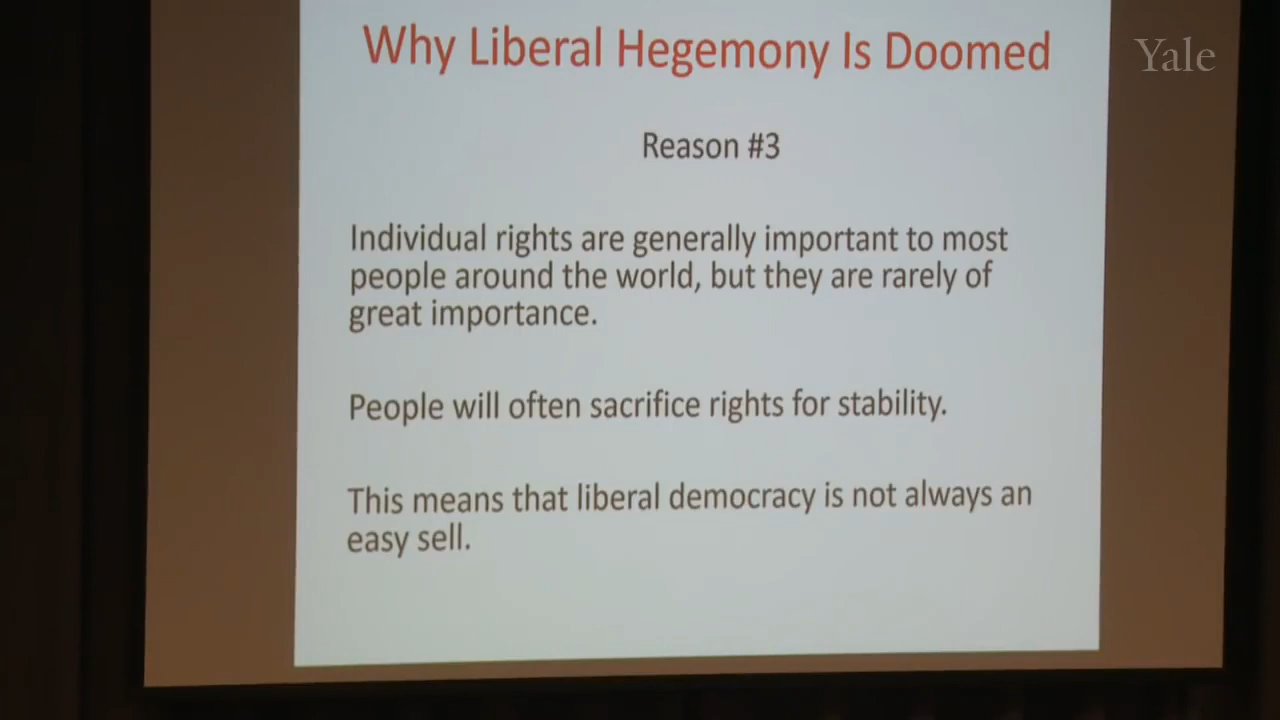 Why Liberal Hegemony Is Doomed
Yale
Reason #3
Individual rights are generally important to most
people around the world, but they are rarely of
great importance.
People will often sacrifice rights for stability.
This means that liberal democracy is not always an
easy sell.